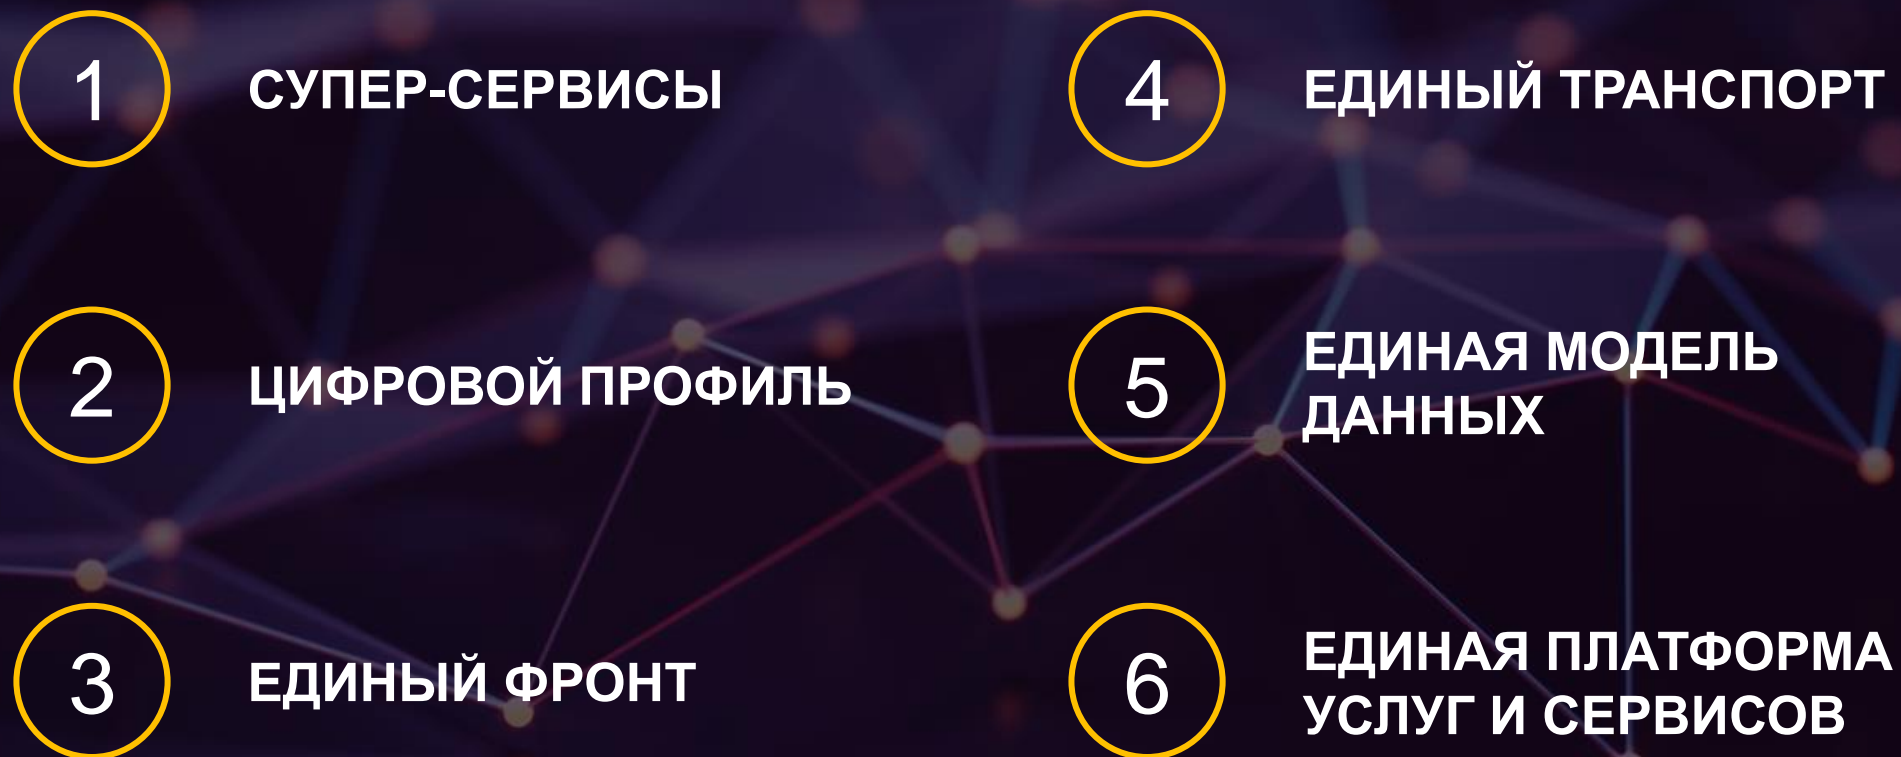 1
СУПЕР-СЕРВИСЫ
2
ЦИФРОВОЙ ПРОФИЛЬ
3
ЕДИНЫЙ ФРОНТ
4
ЕДИНЫЙ ТРАНСПОРТ
5
ЕДИНАЯ МОДЕЛЬ
ДАННЫХ
6
ЕДИНАЯ ПЛАТФОРМА
УСЛУГ И СЕРВИСОВ